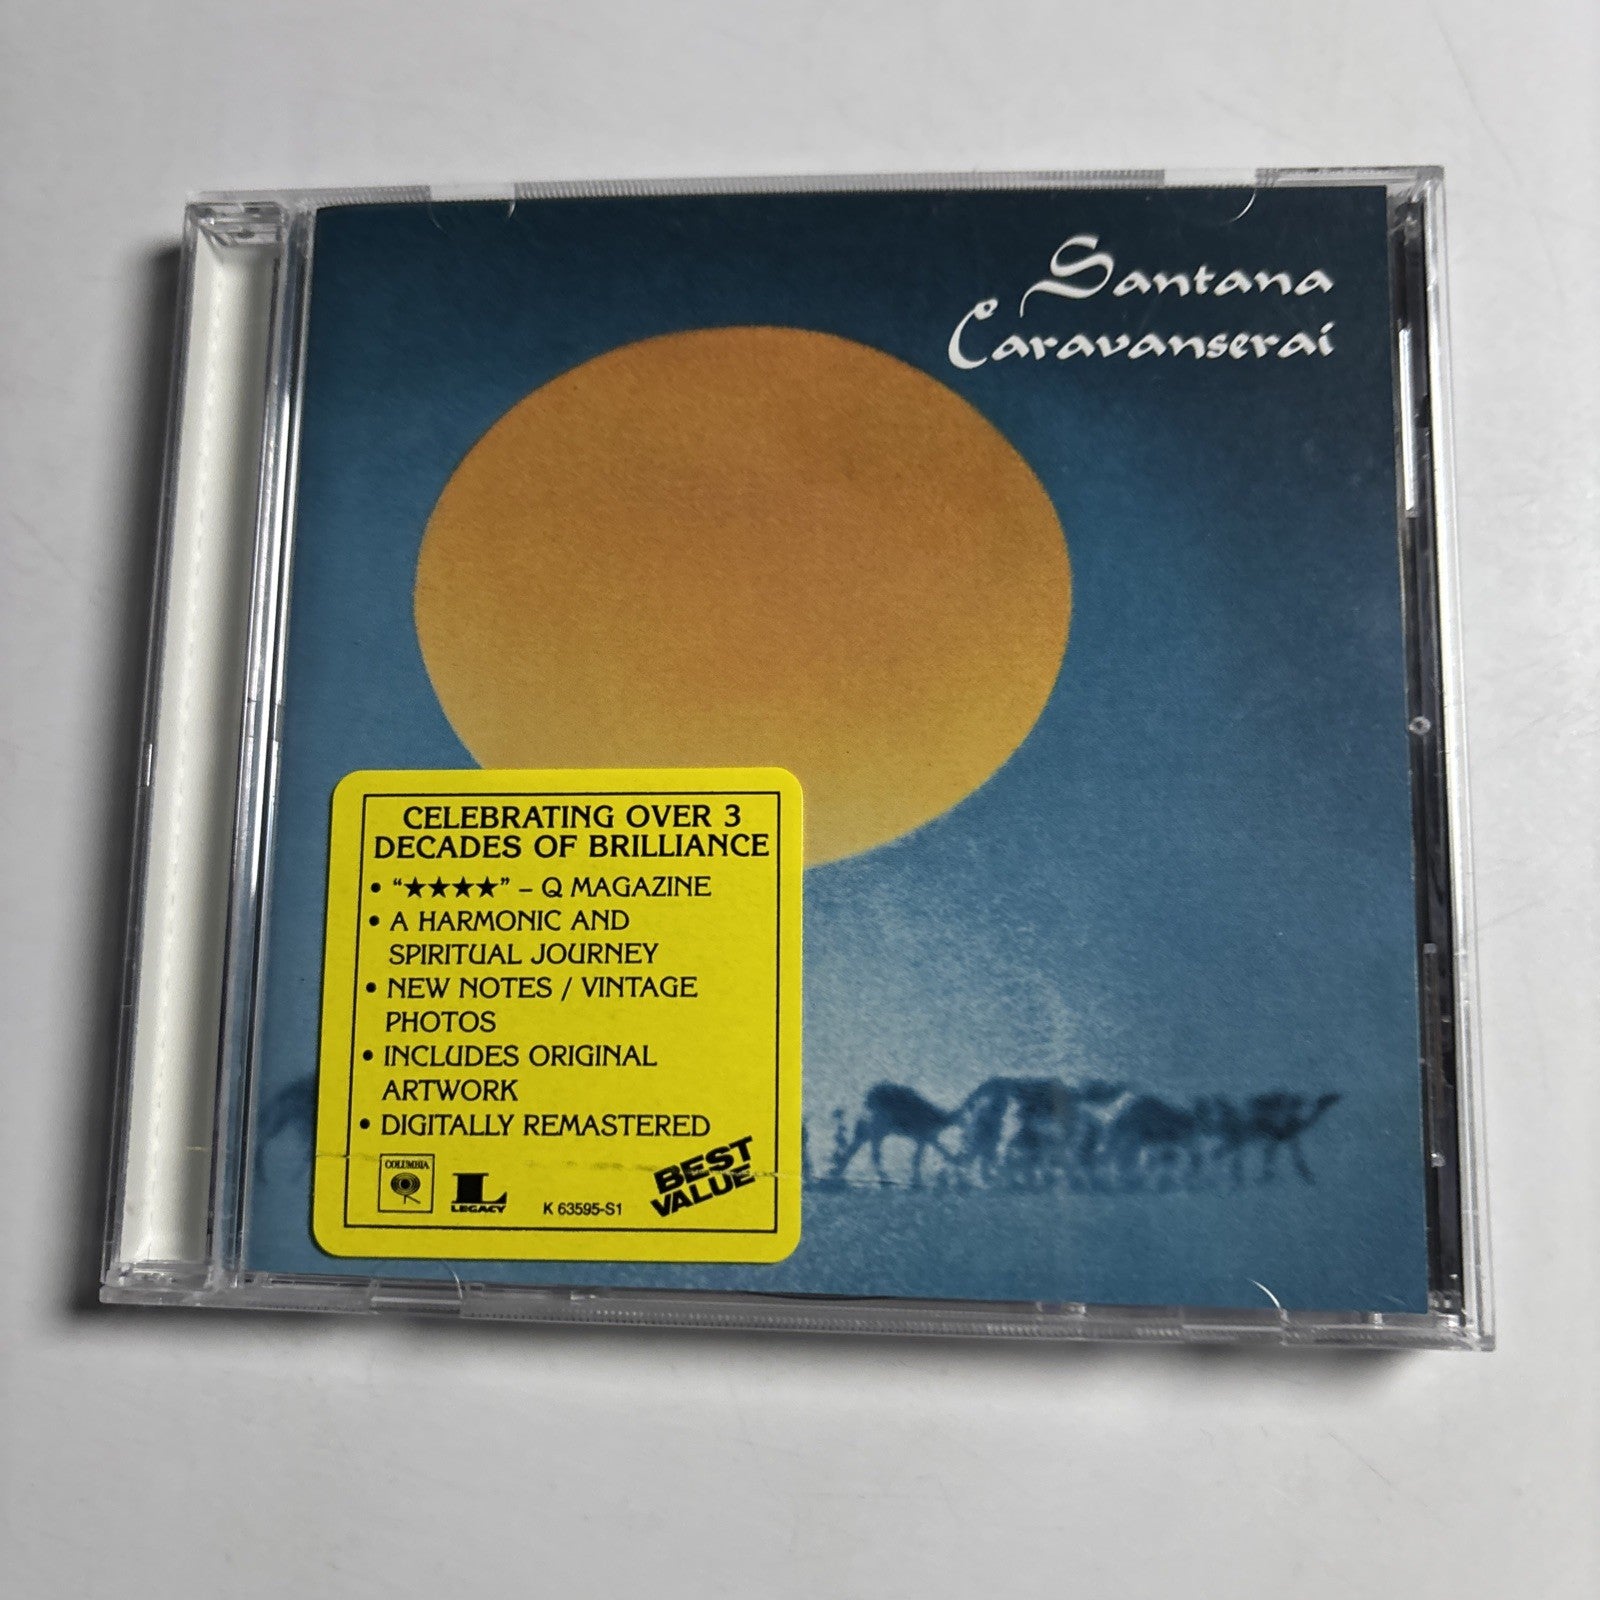 Santana
Caravanserai
CELEBRATING OVER 3
DECADES OF BRILLIANCE
• “★★★★” – Q MAGAZINE
• A HARMONIC AND
SPIRITUAL JOURNEY
• NEW NOTES / VINTAGE
PHOTOS
• INCLUDES ORIGINAL
ARTWORK
• DIGITALLY REMASTERED
COLUMBIA
L
LEGACY
K 63595-S1
BEST
VALUE